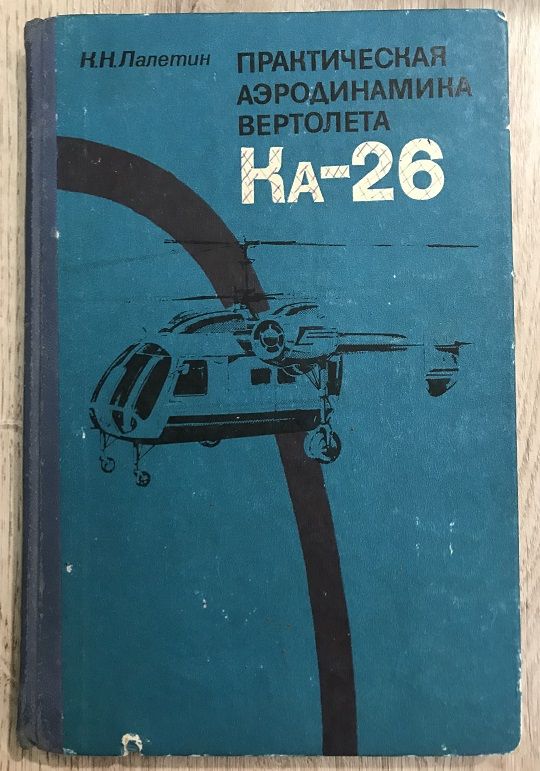 К.Н.Лалетин
ПРАКТИЧЕСКАЯ
АЭРОДИНАМИКА
ВЕРТОЛЕТА
КА-26